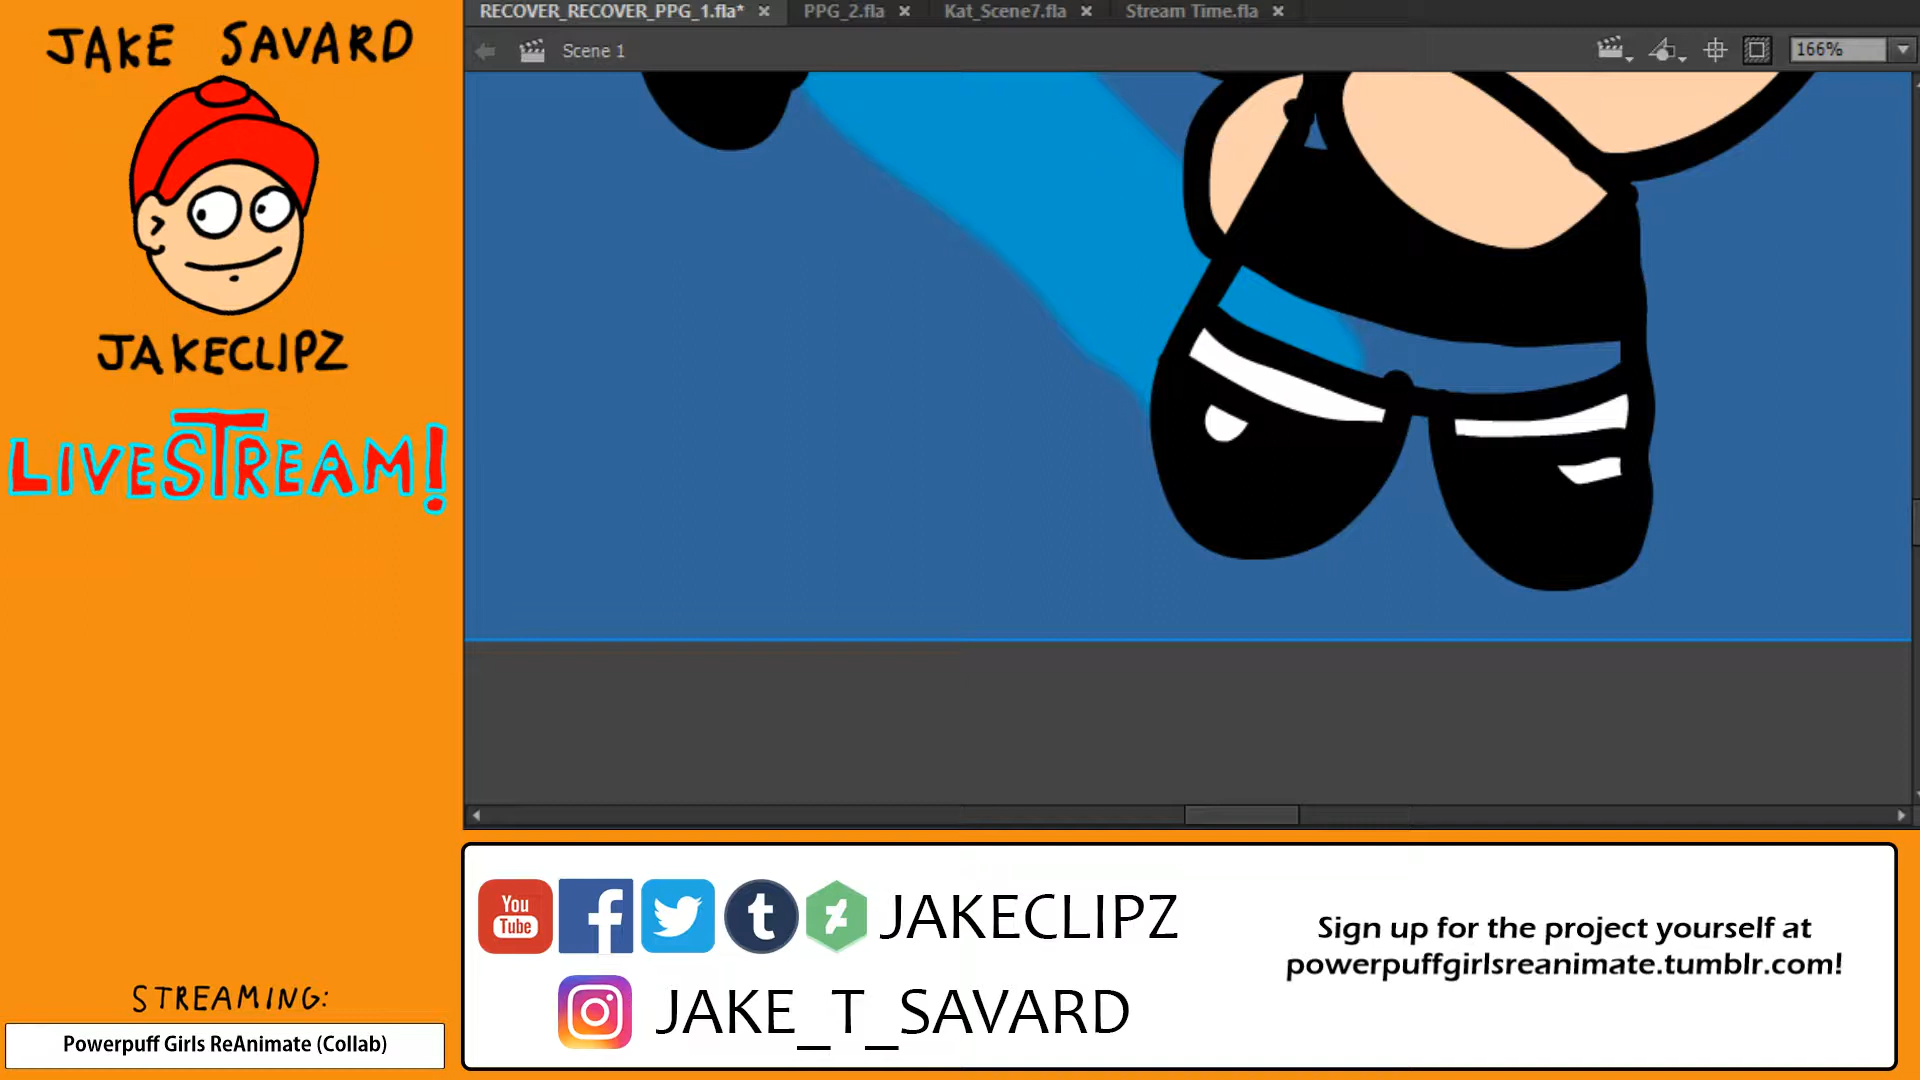 JAKE SAVARD
JAKECLIPZ
LIVESTREAM!
STREAMING:
Powerpuff Girls ReAnimate (Collab)
RECOVER_RECOVER_PPG_1.fla* × PPG_2.fla × Kat_Scene7.fla × Stream Time.fla ×
Scene 1
166%
You
Tube
f
t
JAKECLIPZ
JAKE_T_SAVARD
Sign up for the project yourself at
powerpuffgirlsreanimate.tumblr.com!